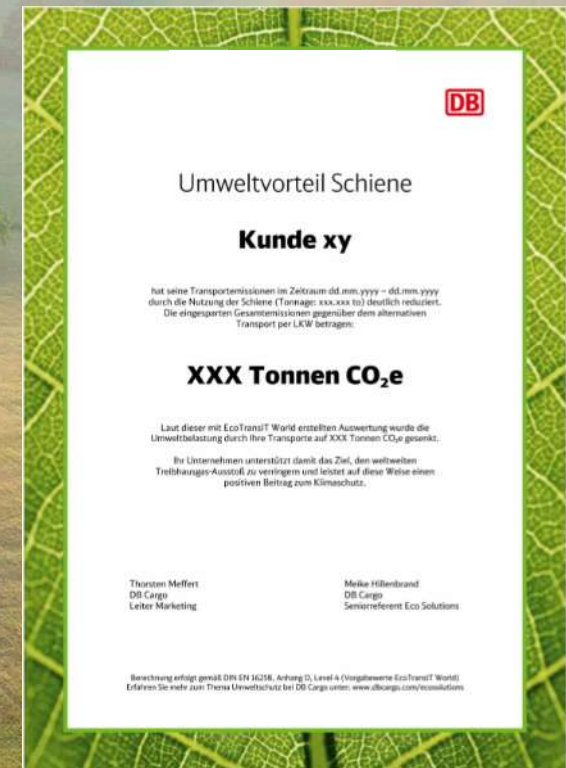 DB
Umweltvorteil Schiene
Kunde xy
hat seine Transportemissionen im Zeitraum dd.mm.yyyy – dd.mm.yyyy
durch die Nutzung der Schiene (Tonnage: xxx.xxx to) deutlich reduziert.
Die eingesparten Gesamtemissionen gegenüber dem alternativen
Transport per LKW betragen:
XXX Tonnen CO₂e
Laut dieser mit EcoTransIT World erstellten Auswertung wurde die
Umweltbelastung durch Ihre Transporte auf XXX Tonnen CO₂e gesenkt.
Ihr Unternehmen unterstützt damit das Ziel, den weltweiten
Treibhausgas-Ausstoß zu verringern und leistet auf diese Weise einen
positiven Beitrag zum Klimaschutz.
Thorsten Meffert
DB Cargo
Leiter Marketing
Meike Hillenbrand
DB Cargo
Seniorreferent Eco Solutions
Berechnung erfolgt gemäß DIN EN 16258, Anhang D, Level 4 (Vorgabewerte EcoTransIT World)
Erfahren Sie mehr zum Thema Umweltschutz bei DB Cargo unter: www.dbcargo.com/ecosolutions